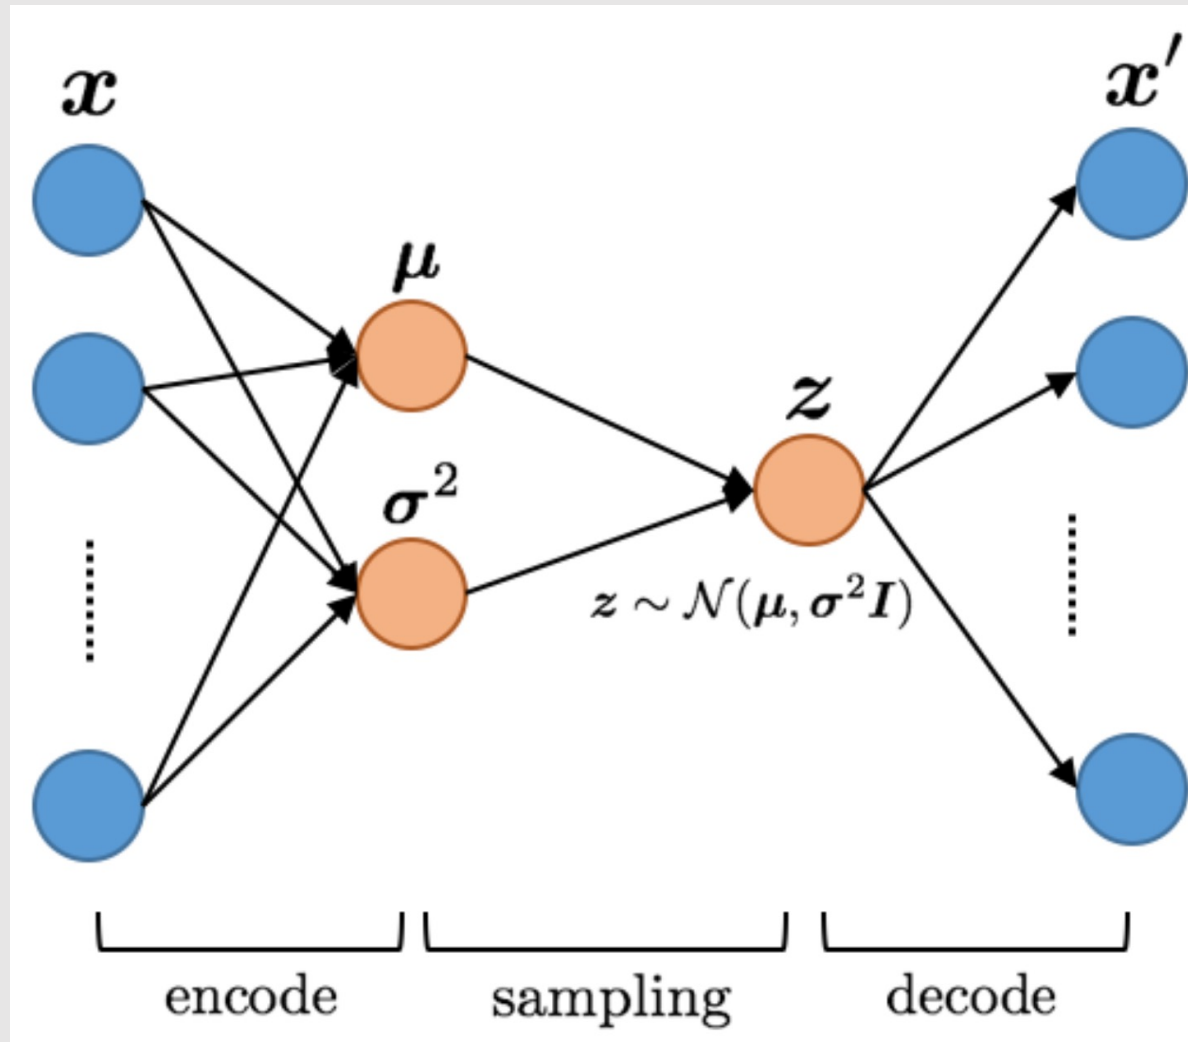 x
x′
μ
σ²
z
z ∼ 𝒩(μ, σ²I)
encode
sampling
decode